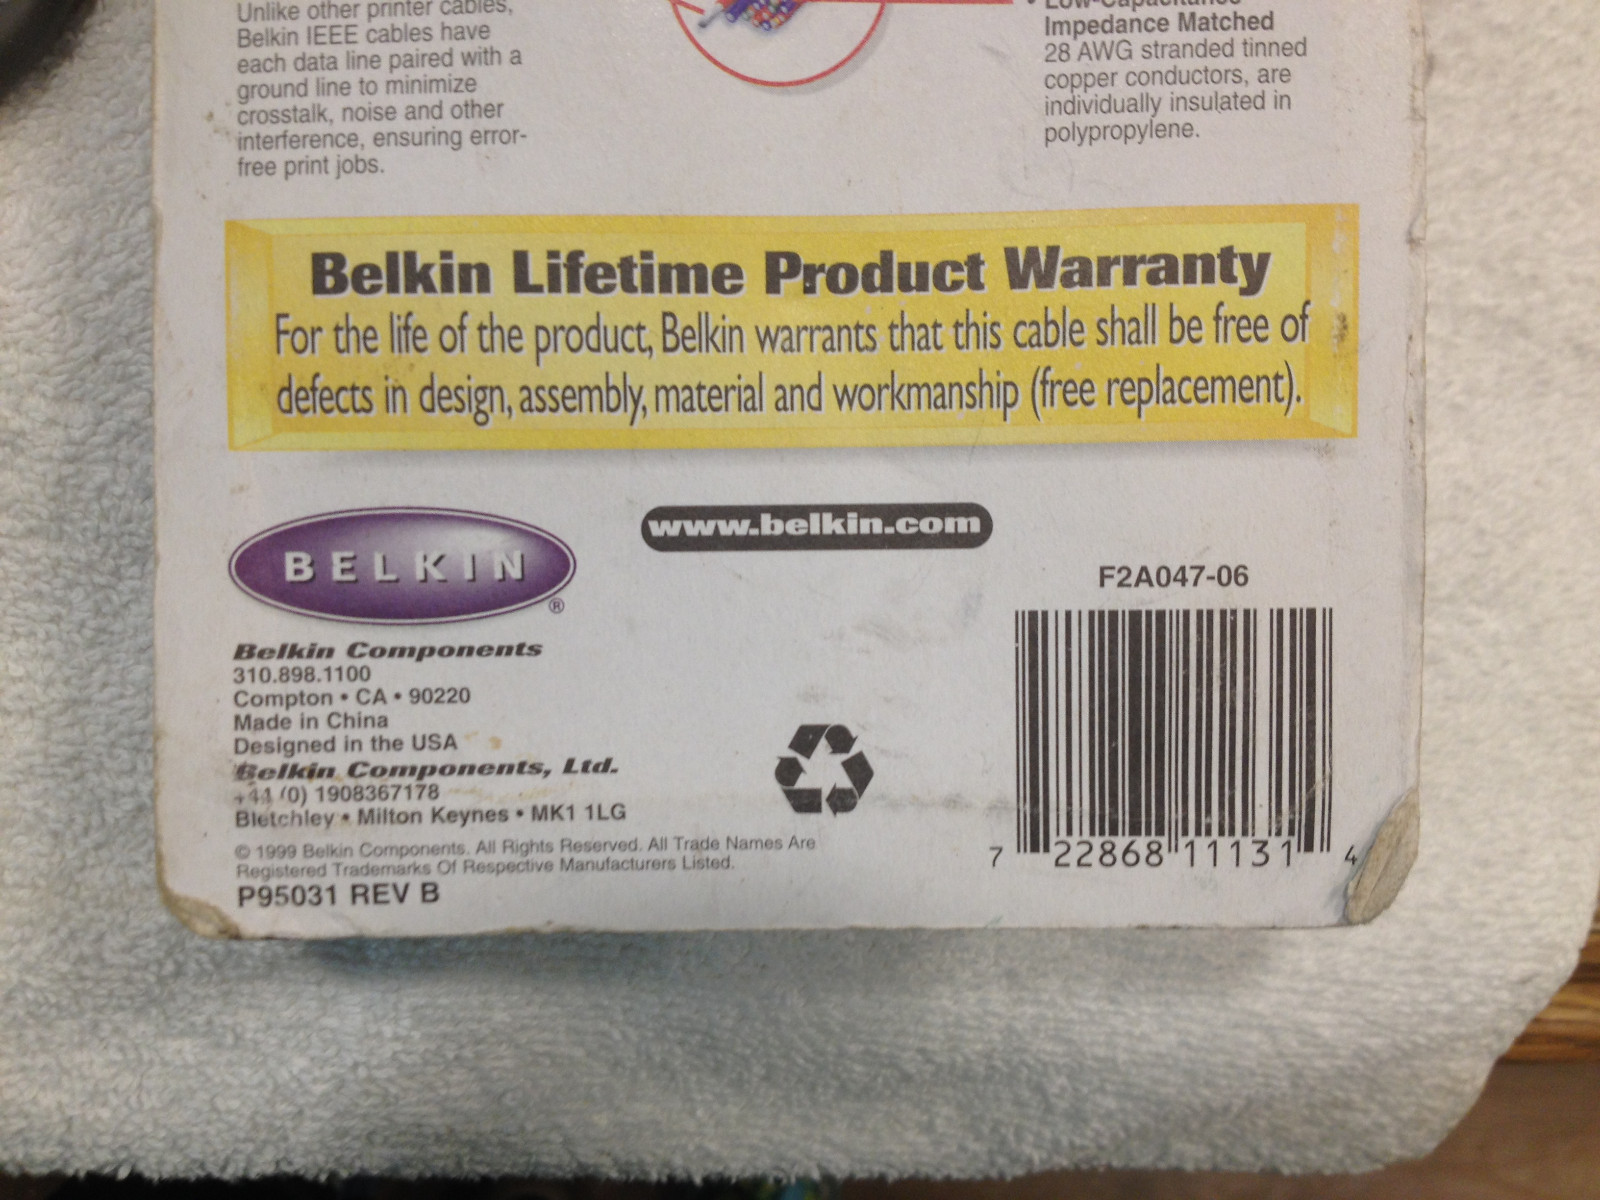 Unlike other printer cables,
Belkin IEEE cables have
each data line paired with a
ground line to minimize
crosstalk, noise and other
interference, ensuring error-
free print jobs.
• Low-Capacitance
Impedance Matched
28 AWG stranded tinned
copper conductors, are
individually insulated in
polypropylene.
Belkin Lifetime Product Warranty
For the life of the product, Belkin warrants that this cable shall be free of
defects in design, assembly, material and workmanship (free replacement).
BELKIN®
www.belkin.com
Belkin Components
310.898.1100
Compton • CA • 90220
Made in China
Designed in the USA
Belkin Components, Ltd.
+44 (0) 1908367178
Bletchley • Milton Keynes • MK1 1LG
© 1999 Belkin Components. All Rights Reserved. All Trade Names Are
Registered Trademarks Of Respective Manufacturers Listed.
P95031 REV B
F2A047-06
7 22868 11131 4